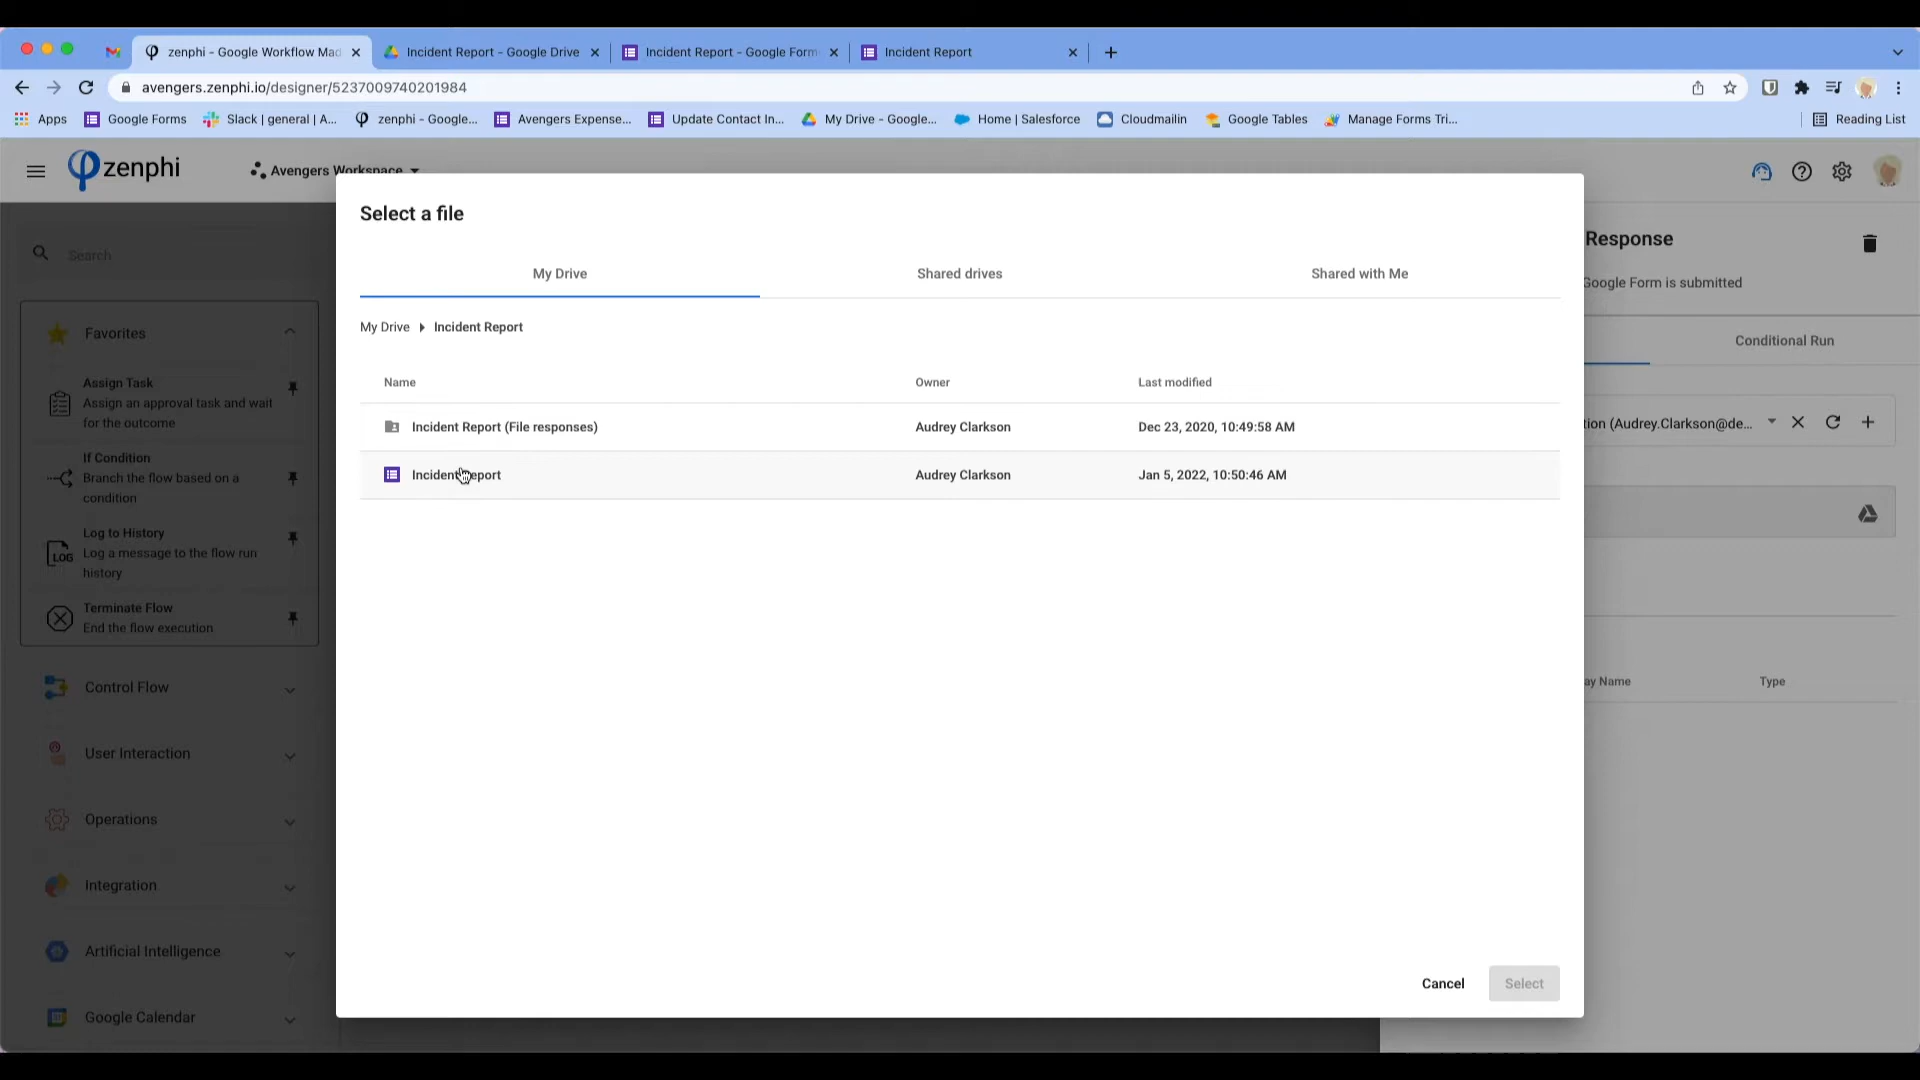 zenphi - Google Workflow Mad
Incident Report - Google Drive
Incident Report - Google Form
Incident Report
avengers.zenphi.io/designer/5237009740201984
Apps
Google Forms
Slack | general | A...
zenphi - Google...
Avengers Expense...
Update Contact In...
My Drive - Google...
Home | Salesforce
Cloudmailin
Google Tables
Manage Forms Tri...
Reading List
zenphi
Avengers Workspace
Select a file
Response
Search
My Drive
Shared drives
Shared with Me
Google Form is submitted
My Drive
Incident Report
Favorites
Conditional Run
Name
Owner
Last modified
Assign Task
Assign an approval task and wait
for the outcome
Incident Report (File responses)
Audrey Clarkson
Dec 23, 2020, 10:49:58 AM
tion (Audrey.Clarkson@de...
If Condition
Branch the flow based on a
condition
Incident Report
Audrey Clarkson
Jan 5, 2022, 10:50:46 AM
Log to History
LOG
Log a message to the flow run
history
Terminate Flow
End the flow execution
Control Flow
ay Name
Type
User Interaction
Operations
Integration
Artificial Intelligence
Google Calendar
Cancel
Select